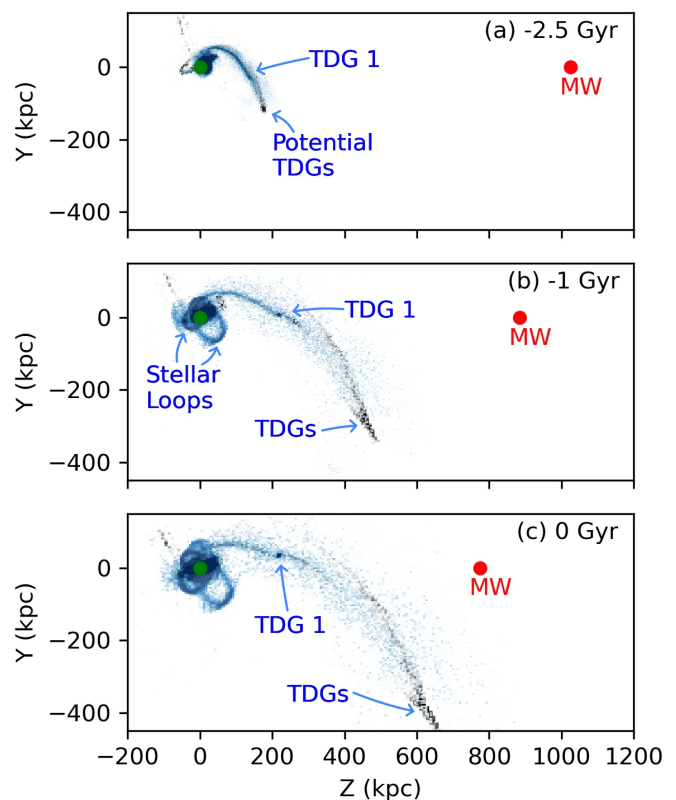 (a) -2.5 Gyr
TDG 1
0
MW
Y (kpc)
Potential
TDGs
−200
−400
(b) -1 Gyr
TDG 1
0
MW
Y (kpc)
Stellar
Loops
−200
TDGs
−400
(c) 0 Gyr
0
MW
TDG 1
Y (kpc)
−200
TDGs
−400
−200 0 200 400 600 800 1000 1200
Z (kpc)